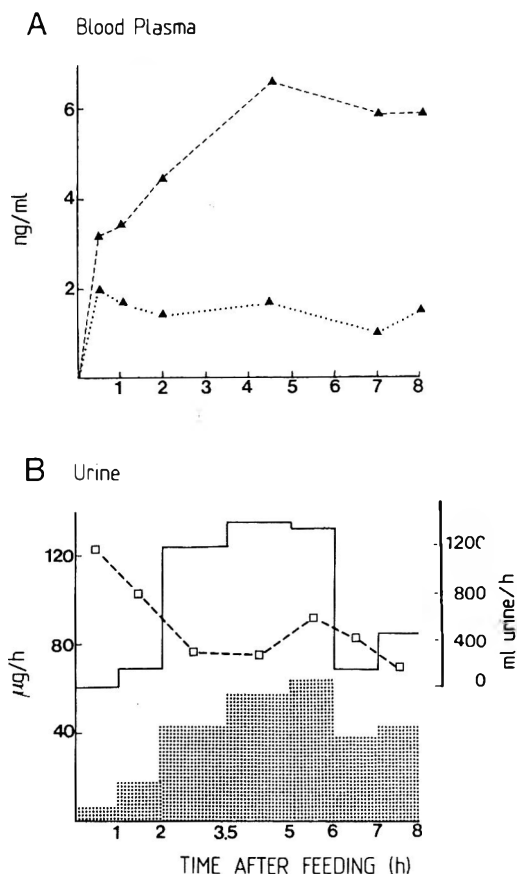 A Blood Plasma
ng/ml
6
4
2
1 2 3 4 5 6 7 8
B Urine
µg/h
120
80
40
1200
800
400
0
ml urine/h
1 2 3,5 5 6 7 8
TIME AFTER FEEDING (h)